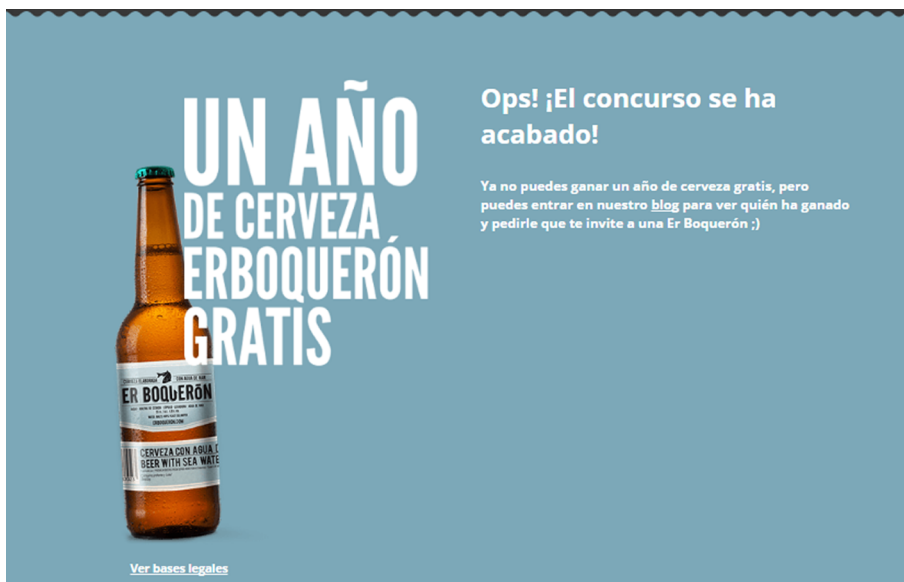 UN AÑO
DE CERVEZA
ERBOQUERÓN
GRATIS
Ops! ¡El concurso se ha
acabado!
Ya no puedes ganar un año de cerveza gratis, pero
puedes entrar en nuestro blog para ver quién ha ganado
y pedirle que te invite a una Er Boquerón ;)
ER BOQUERÓN
ERBOQUERON.COM
CERVEZA CON AGUA
BEER WITH SEA WATE
Ver bases legales